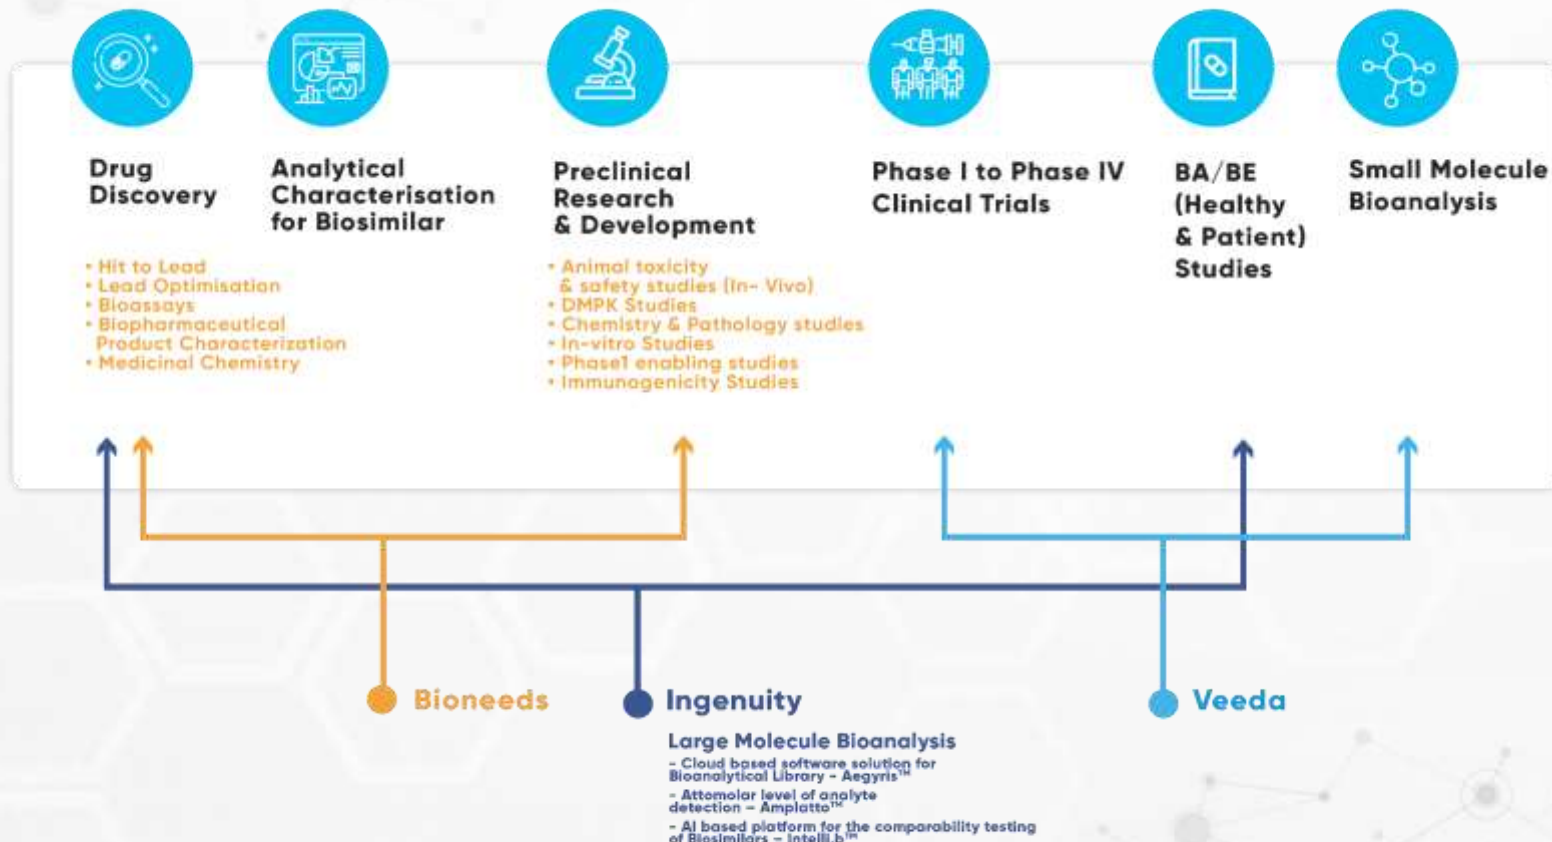 Drug
Discovery
• Hit to Lead
• Lead Optimisation
• Bioassays
• Biopharmaceutical
Product Characterization
• Medicinal Chemistry
Analytical
Characterisation
for Biosimilar
Preclinical
Research
& Development
• Animal toxicity
& safety studies (In- Vivo)
• DMPK Studies
• Chemistry & Pathology studies
• In-vitro Studies
• Phase1 enabling studies
• Immunogenicity Studies
Phase I to Phase IV
Clinical Trials
BA/BE
(Healthy
& Patient)
Studies
Small Molecule
Bioanalysis
Bioneeds
Ingenuity
Large Molecule Bioanalysis
- Cloud based software solution for
Bioanalytical Library - Aegyris™
- Attomolar level of analyte
detection - Amplatto™
- AI based platform for the comparability testing
of Biosimilars - Intelli.b™
Veeda